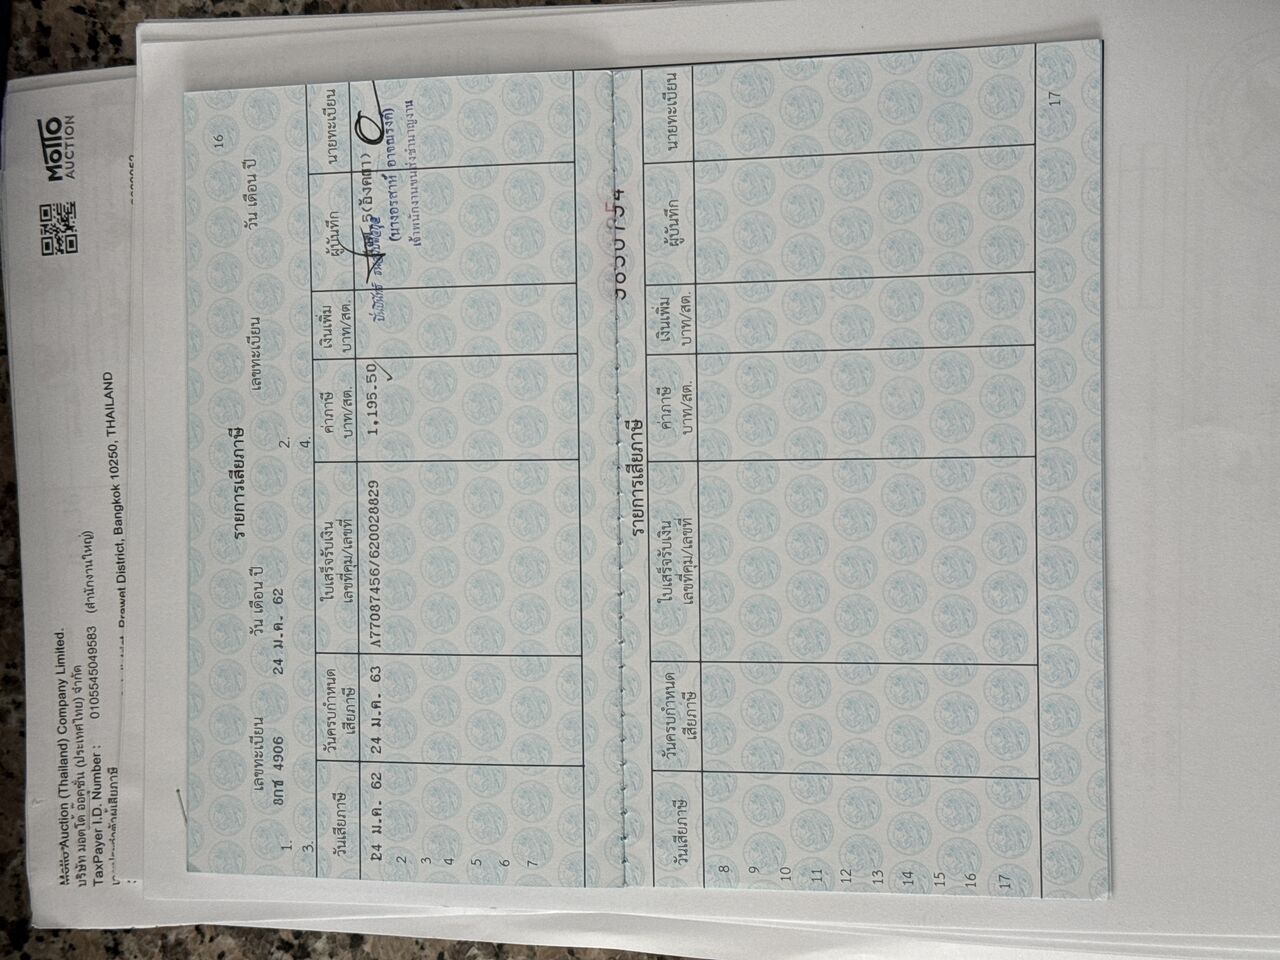 MOTTO
AUCTION
Motto Auction (Thailand) Company Limited.
บริษัท มอตโต้ อ๊อคชั่น (ประเทศไทย) จำกัด
TaxPayer I.D. Number : 0105545049583 (สำนักงานใหญ่)
Prawet District, Bangkok 10250, THAILAND
16
รายการเสียภาษี
เลขทะเบียน วัน เดือน ปี เลขทะเบียน วัน เดือน ปี
1. 8กช 4906 24 ม.ค. 62 2.
3. 4.
วันเสียภาษี วันครบกำหนด เสียภาษี ใบเสร็จรับเงิน เลขที่คุม/เลขที่ ค่าภาษี บาท/สต. เงินเพิ่ม บาท/สต. ผู้บันทึก นายทะเบียน
24 ม.ค. 62 24 ม.ค. 63 A77087456/620028829 1,195.50 5(อังคณา)
2
3
4
5
6
7
เจ้าพนักงานขนส่งชำนาญงาน
รายการเสียภาษี
วันเสียภาษี วันครบกำหนด เสียภาษี ใบเสร็จรับเงิน เลขที่คุม/เลขที่ ค่าภาษี บาท/สต. เงินเพิ่ม บาท/สต. ผู้บันทึก นายทะเบียน
8
9
10
11
12
13
14
15
16
17
17